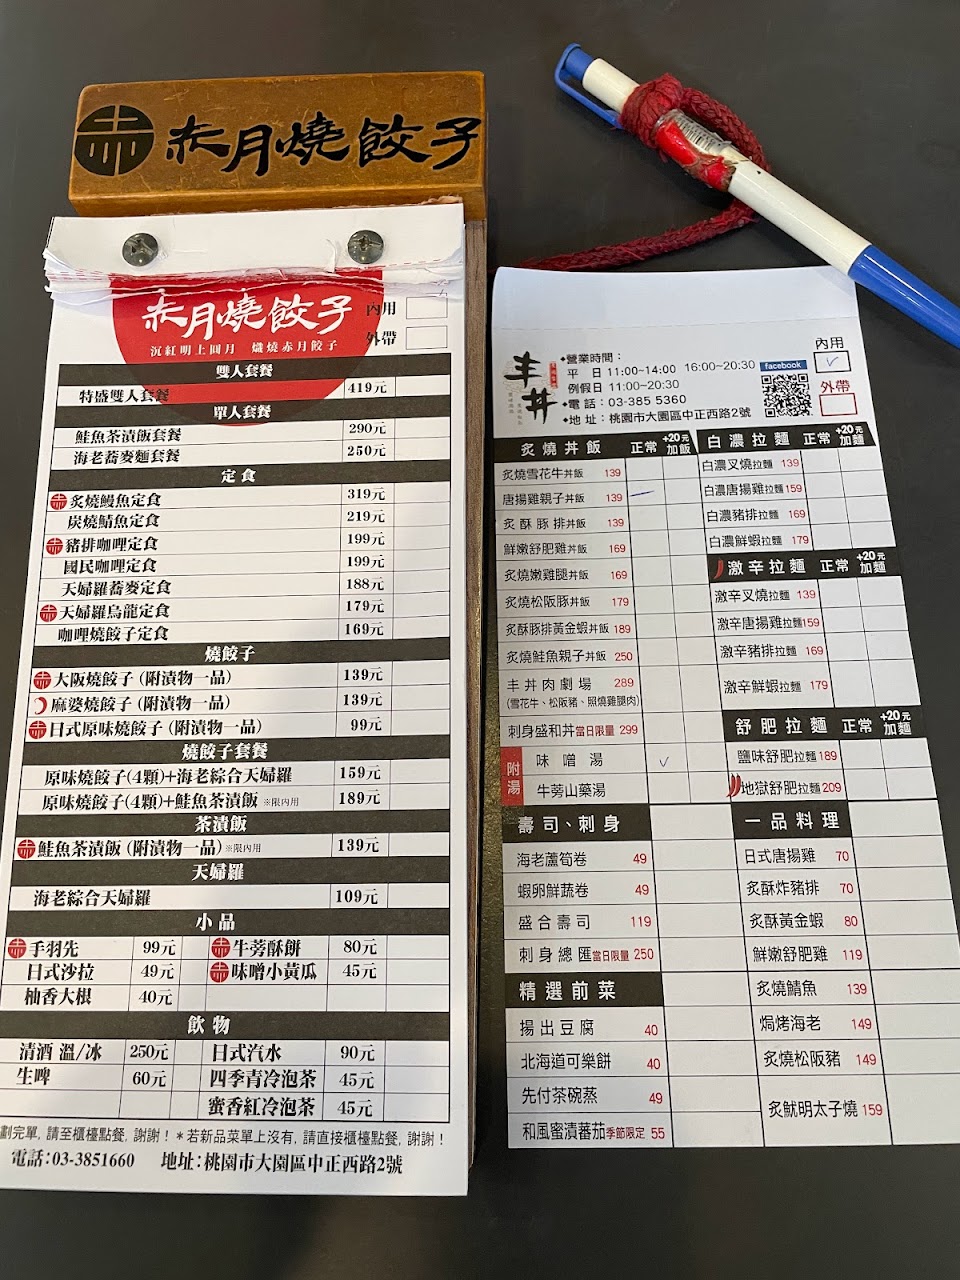 赤月燒餃子
赤月燒餃子
沉紅明上圓月 熾燒赤月餃子
內用
外帶
雙人套餐
特盛雙人套餐 419元
單人套餐
鮭魚茶漬飯套餐 290元
海老蕎麥麵套餐 250元
定食
炙燒鰻魚定食 319元
炭燒鯖魚定食 219元
豬排咖哩定食 199元
國民咖哩定食 199元
天婦羅蕎麥定食 188元
天婦羅烏龍定食 179元
咖哩燒餃子定食 169元
燒餃子
大阪燒餃子 (附漬物一品) 139元
麻婆燒餃子 (附漬物一品) 139元
日式原味燒餃子 (附漬物一品) 99元
燒餃子套餐
原味燒餃子(4顆)+海老綜合天婦羅 159元
原味燒餃子(4顆)+鮭魚茶漬飯 ※限內用 189元
茶漬飯
鮭魚茶漬飯 (附漬物一品) ※限內用 139元
天婦羅
海老綜合天婦羅 109元
小品
手羽先 99元 牛蒡酥餅 80元
日式沙拉 49元 味噌小黃瓜 45元
柚香大根 40元
飲物
清酒 溫/冰 250元 日式汽水 90元
生啤 60元 四季青冷泡茶 45元
蜜香紅冷泡茶 45元
劃完單, 請至櫃檯點餐, 謝謝! *若新品菜單上沒有, 請直接櫃檯點餐, 謝謝!
電話:03-3851660 地址:桃園市大園區中正西路2號
丰丼
營業時間:
平 日 11:00~14:00 16:00~20:30
例假日 11:00~20:30
電話:03-385 5360
地址:桃園市大園區中正西路2號
facebook
內用
外帶
炙燒丼飯 正常 +20元加飯
炙燒雪花牛丼飯 139
唐揚雞親子丼飯 139
炙酥豚排丼飯 139
鮮嫩舒肥雞丼飯 169
炙燒嫩雞腿丼飯 169
炙燒松阪豚丼飯 179
炙酥豚排黃金蝦丼飯 189
炙燒鮭魚親子丼飯 250
丰丼肉劇場 289
(雪花牛、松阪豬、照燒雞腿肉)
刺身盛和丼當日限量 299
附湯
味噌湯
牛蒡山藥湯
壽司、刺身
海老蘆筍卷 49
蝦卵鮮蔬卷 49
盛合壽司 119
刺身總匯當日限量 250
精選前菜
揚出豆腐 40
北海道可樂餅 40
先付茶碗蒸 49
和風蜜漬蕃茄季節限定 55
白濃拉麵 正常 +20元加麵
白濃叉燒拉麵 139
白濃唐揚雞拉麵 159
白濃豬排拉麵 169
白濃鮮蝦拉麵 179
激辛拉麵 正常 +20元加麵
激辛叉燒拉麵 139
激辛唐揚雞拉麵 159
激辛豬排拉麵 169
激辛鮮蝦拉麵 179
舒肥拉麵 正常 +20元加麵
鹽味舒肥拉麵 189
地獄舒肥拉麵 209
一品料理
日式唐揚雞 70
炙酥炸豬排 70
炙酥黃金蝦 80
鮮嫩舒肥雞 119
炙燒鯖魚 139
焗烤海老 149
炙燒松阪豬 149
炙魷明太子燒 159